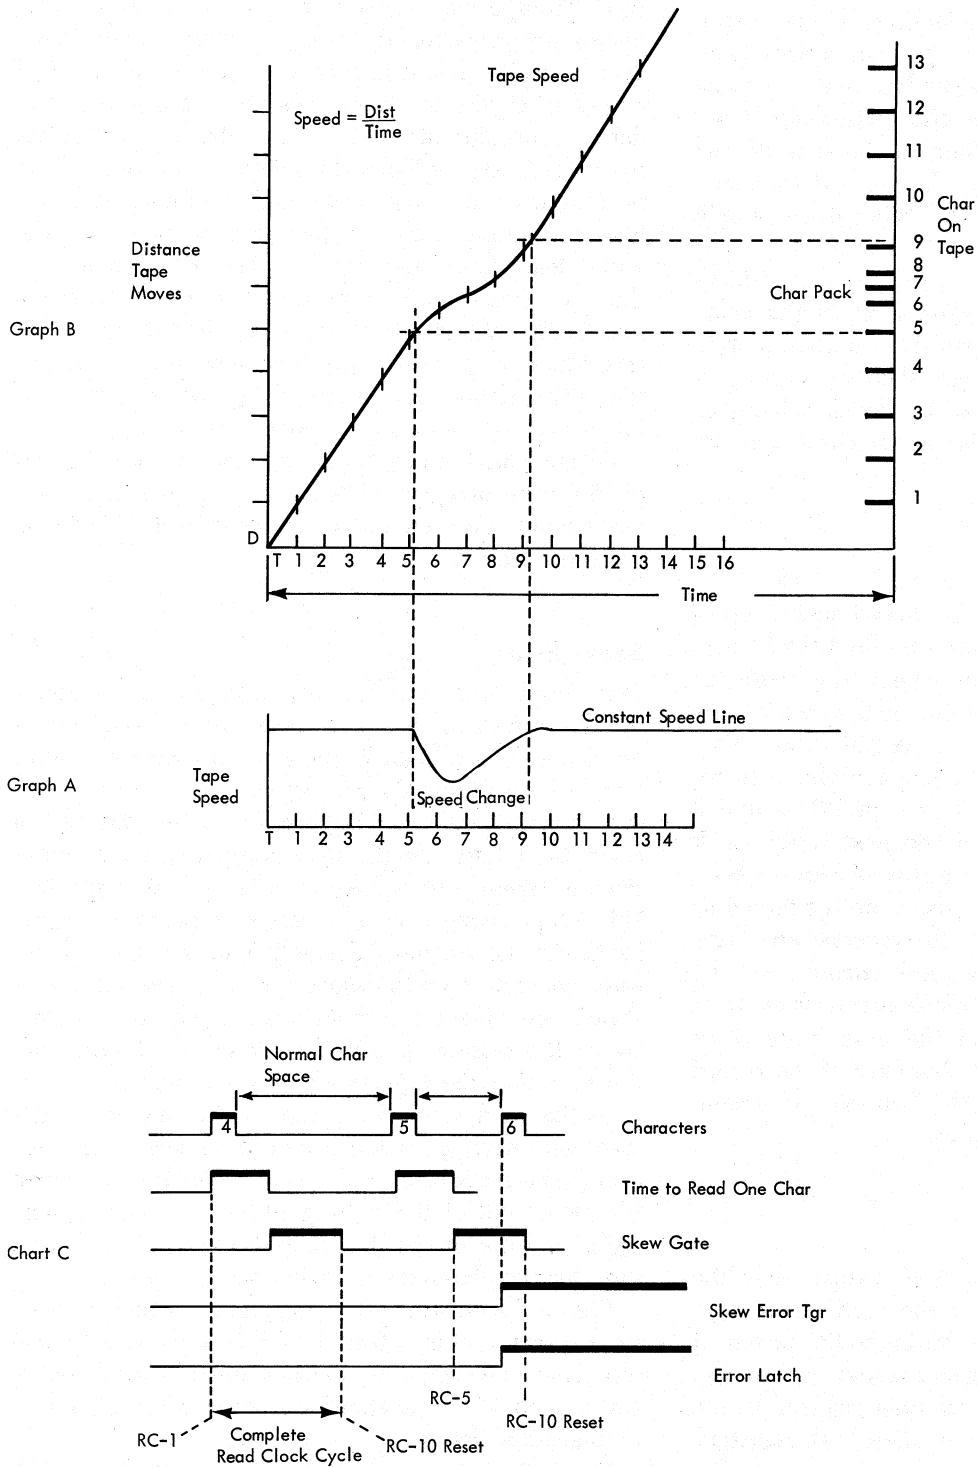 Tape Speed
Speed = Dist
Time
13
12
11
10
9
8
7
6
5
4
3
2
1
Char
On
Tape
Distance
Tape
Moves
Char Pack
Graph B
D
T 1 2 3 4 5 6 7 8 9 10 11 12 13 14 15 16
Time
Constant Speed Line
Graph A
Tape
Speed
Speed Change
T 1 2 3 4 5 6 7 8 9 10 11 12 13 14
Normal Char
Space
4 5 6
Characters
Time to Read One Char
Chart C
Skew Gate
Skew Error Tgr
Error Latch
RC-5
RC-10 Reset
RC-1
Complete
Read Clock Cycle
RC-10 Reset